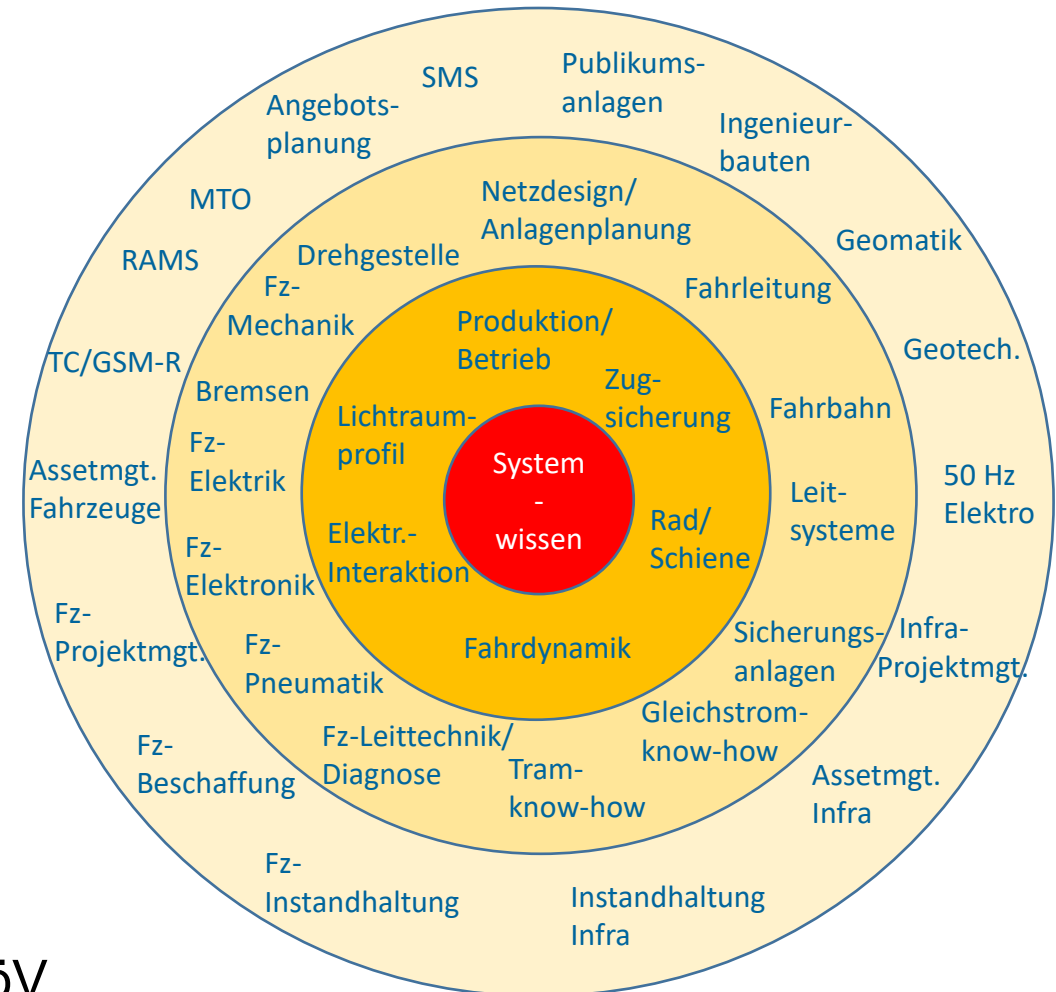 SMS
Publikums-
anlagen
Angebots-
planung
Ingenieur-
bauten
MTO
RAMS
Geomatik
TC/GSM-R
Geotech.
Assetmgt.
Fahrzeuge
50 Hz
Elektro
Fz-
Projektmgt.
Infra-
Projektmgt.
Fz-
Beschaffung
Assetmgt.
Infra
Fz-
Instandhaltung
Instandhaltung
Infra
Netzdesign/
Anlagenplanung
Drehgestelle
Fahrleitung
Fz-
Mechanik
Bremsen
Fahrbahn
Fz-
Elektrik
Leit-
systeme
Fz-
Elektronik
Sicherungs-
anlagen
Fz-
Pneumatik
Gleichstrom-
know-how
Fz-Leittechnik/
Diagnose
Tram-
know-how
Produktion/
Betrieb
Zug-
sicherung
Lichtraum-
profil
Rad/
Schiene
Elektr.-
Interaktion
Fahrdynamik
System
-
wissen
öV